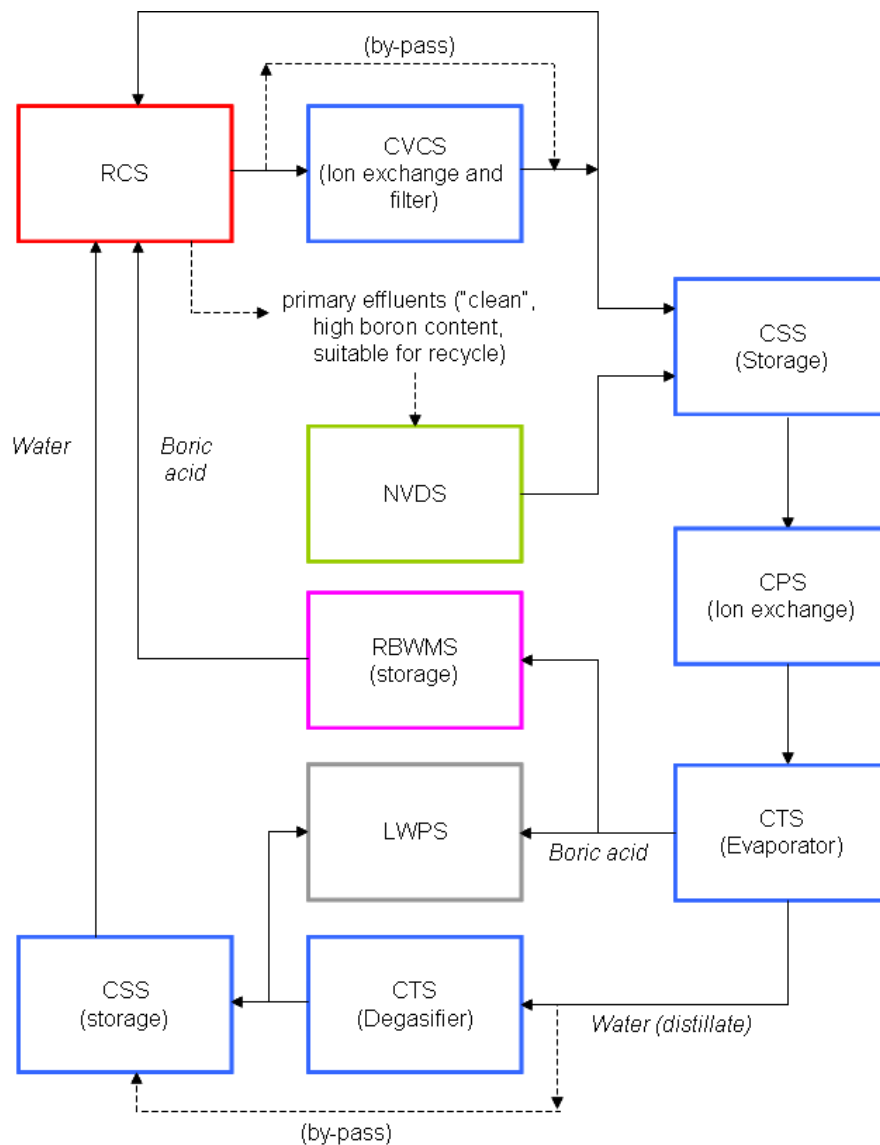 (by-pass)
RCS
CVCS
(Ion exchange and
filter)
primary effluents ("clean",
high boron content,
suitable for recycle)
CSS
(Storage)
Water
Boric
acid
NVDS
CPS
(Ion exchange)
RBWMS
(storage)
LWPS
Boric acid
CTS
(Evaporator)
CSS
(storage)
CTS
(Degasifier)
Water (distillate)
(by-pass)